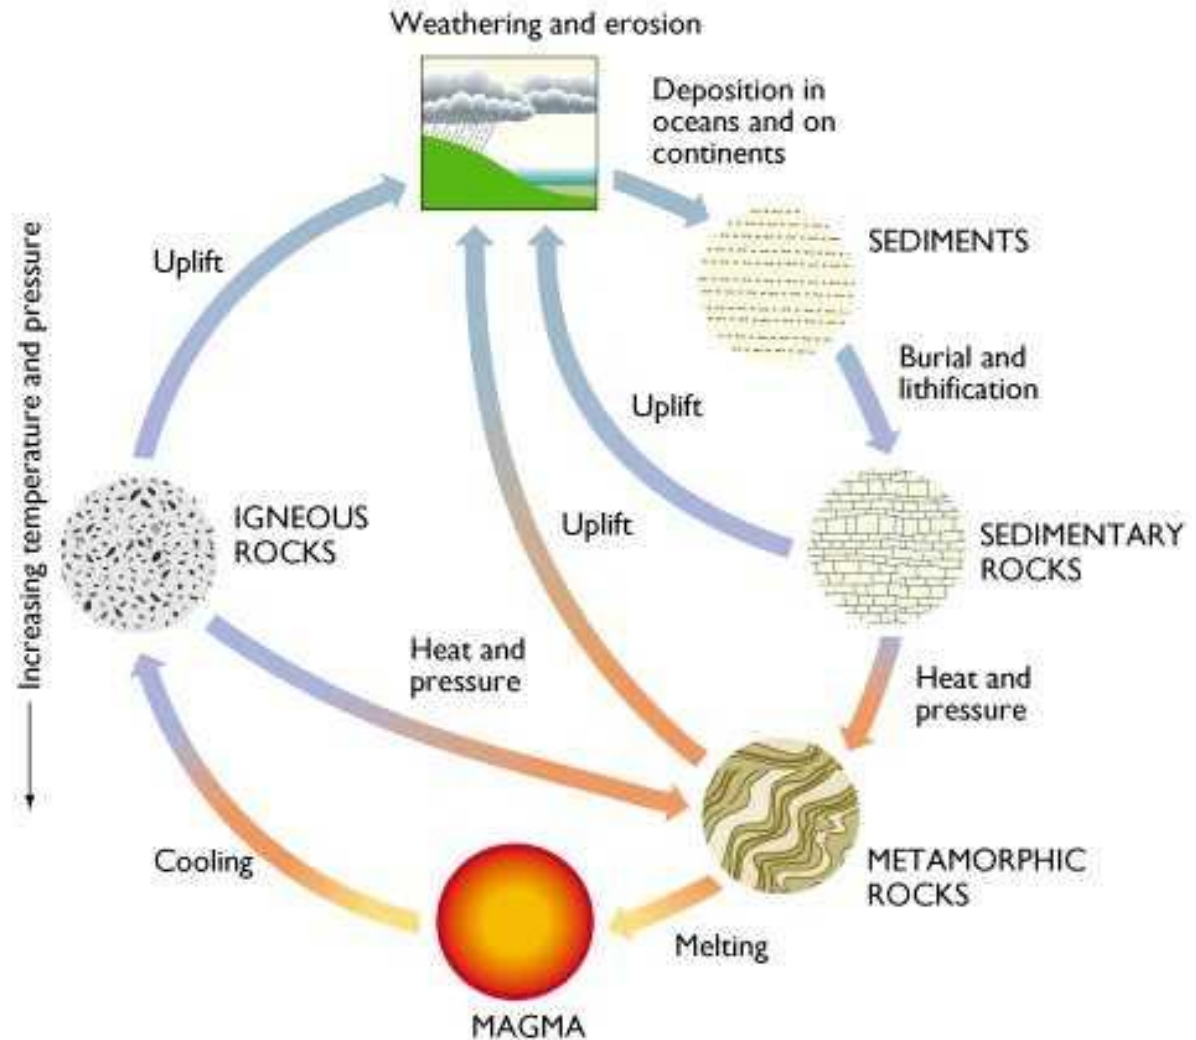 Weathering and erosion
Deposition in
oceans and on
continents
SEDIMENTS
Uplift
Increasing temperature and pressure
Burial and
lithification
Uplift
IGNEOUS
ROCKS
Uplift
SEDIMENTARY
ROCKS
Heat and
pressure
Heat and
pressure
Cooling
METAMORPHIC
ROCKS
Melting
MAGMA